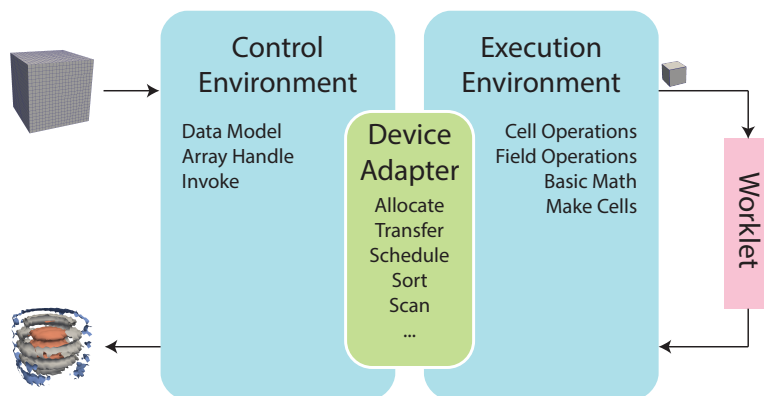 Control
Environment
Data Model
Array Handle
Invoke
Device
Adapter
Allocate
Transfer
Schedule
Sort
Scan
...
Execution
Environment
Cell Operations
Field Operations
Basic Math
Make Cells
Worklet